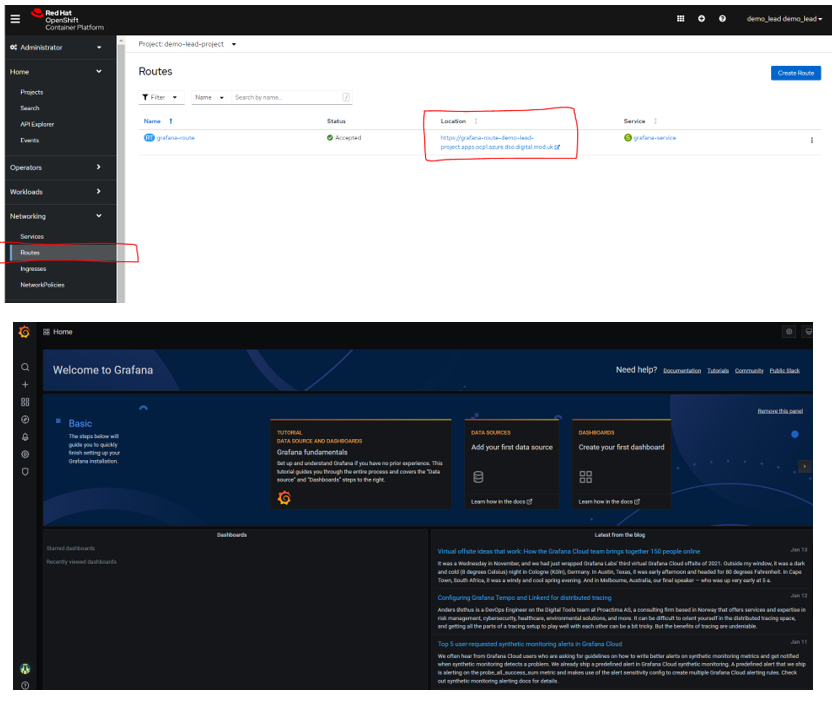 Red Hat
OpenShift
Container Platform
demo_lead demo_lead
Administrator
Project: demo-lead-project
Home
Projects
Search
API Explorer
Events
Operators
Workloads
Networking
Services
Routes
Ingresses
NetworkPolicies
Routes
Create Route
Filter
Name
Search by name...
/
Name
Status
Location
Service
RT grafana-route
Accepted
https://grafana-route-demo-lead-
project.apps.ocp1.azure.dso.digital.mod.uk
S grafana-service
Home
Welcome to Grafana
Need help? Documentation Tutorials Community Public Slack
Remove this panel
Basic
The steps below will
guide you to quickly
finish setting up your
Grafana installation.
TUTORIAL
DATA SOURCE AND DASHBOARDS
Grafana fundamentals
Set up and understand Grafana if you have no prior experience. This
tutorial guides you through the entire process and covers the "Data
source" and "Dashboards" steps to the right.
DATA SOURCES
Add your first data source
Learn how in the docs
DASHBOARDS
Create your first dashboard
Learn how in the docs
Dashboards
Starred dashboards
Recently viewed dashboards
Latest from the blog
Virtual offsite ideas that work: How the Grafana Cloud team brings together 150 people online
Jan 13
It was a Wednesday in November, and we had just wrapped Grafana Labs' third virtual Grafana Cloud offsite of 2021. Outside my window, it was a dark
and cold (8 degrees Celsius) night in Cologne (Köln), Germany. In Austin, Texas, it was early afternoon and headed for 80 degrees Fahrenheit. In Cape
Town, South Africa, it was a windy and cool spring evening. And in Melbourne, Australia, our final speaker — who was up very early at 5 a.
Configuring Grafana Tempo and Linkerd for distributed tracing
Jan 12
Anders Østhus is a DevOps Engineer on the Digital Tools team at Proactima AS, a consulting firm based in Norway that offers services and expertise in
risk management, cybersecurity, healthcare, environmental solutions, and more. It can be difficult to orient yourself in the distributed tracing space,
and getting all the parts of a tracing setup to play well with each other can be a bit tricky. But the benefits of tracing are undeniable.
Top 5 user-requested synthetic monitoring alerts in Grafana Cloud
Jan 11
We often hear from Grafana Cloud users who are asking for guidelines on how to write better alerts on synthetic monitoring metrics and get notified
when synthetic monitoring detects a problem. We already ship a predefined alert in Grafana Cloud synthetic monitoring. A predefined alert that we ship
is alerting on the probe_all_success_sum metric and makes use of the alert sensitivity config to create multiple Grafana Cloud alerting rules. Check
out synthetic monitoring alerting docs for details.